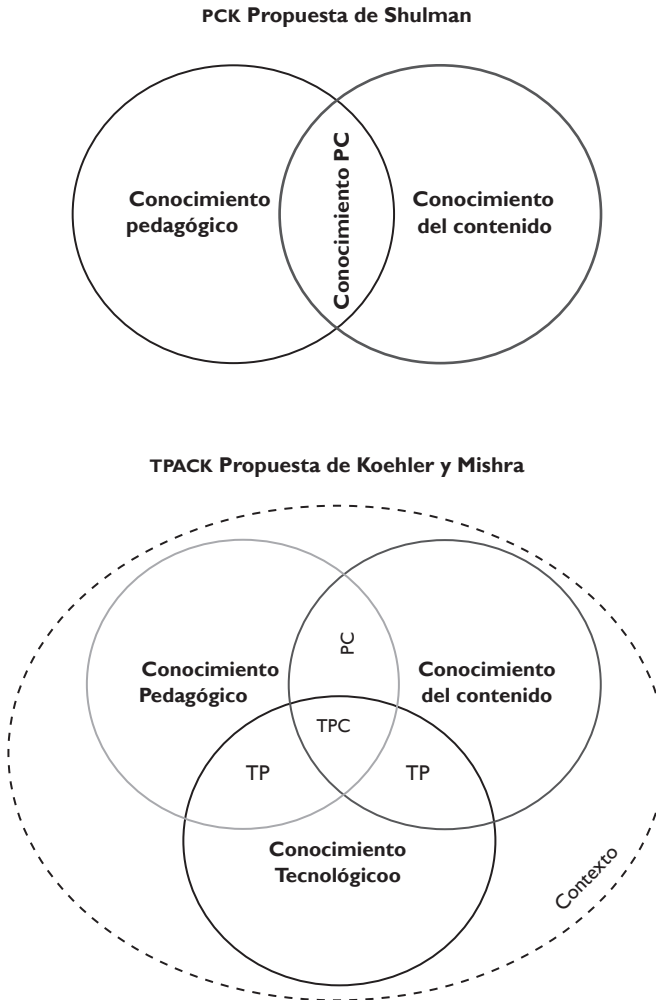 PCK Propuesta de Shulman
Conocimiento
pedagógico
Conocimiento PC
Conocimiento
del contenido
TPACK Propuesta de Koehler y Mishra
PC
Conocimiento
Pedagógico
Conocimiento
del contenido
TPC
TP
TP
Conocimiento
Tecnológicoo
Contexto